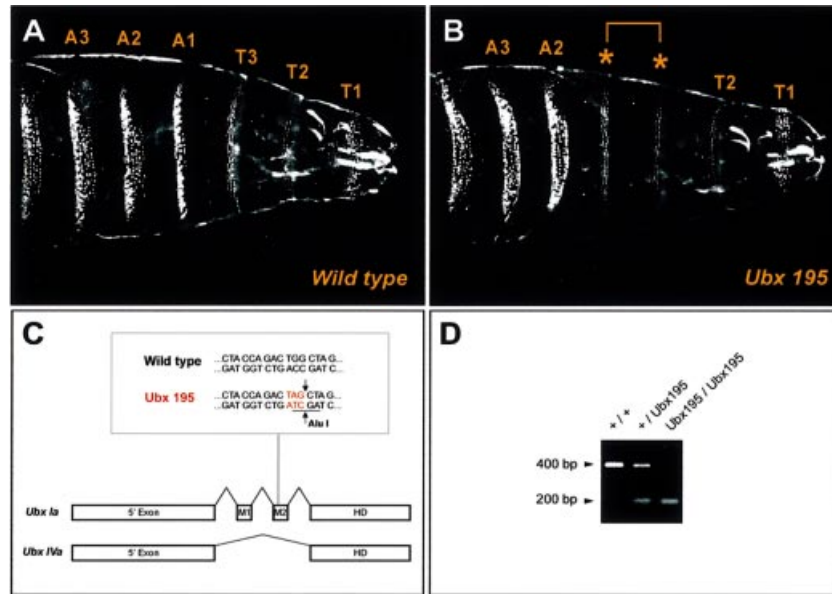 A
A3 A2 A1 T3 T2 T1
Wild type
B
A3 A2 * * T2 T1
Ubx 195
C
Wild type ...CTA CCA GAC TGG CTA G...
...GAT GGT CTG ACC GAT C...
Ubx 195 ...CTA CCA GAC TAG CTA G...
...GAT GGT CTG ATC GAT C...
Alu I
Ubx Ia 5' Exon M1 M2 HD
Ubx IVa 5' Exon HD
D
+ / + + / Ubx195 Ubx195 / Ubx195
400 bp
200 bp